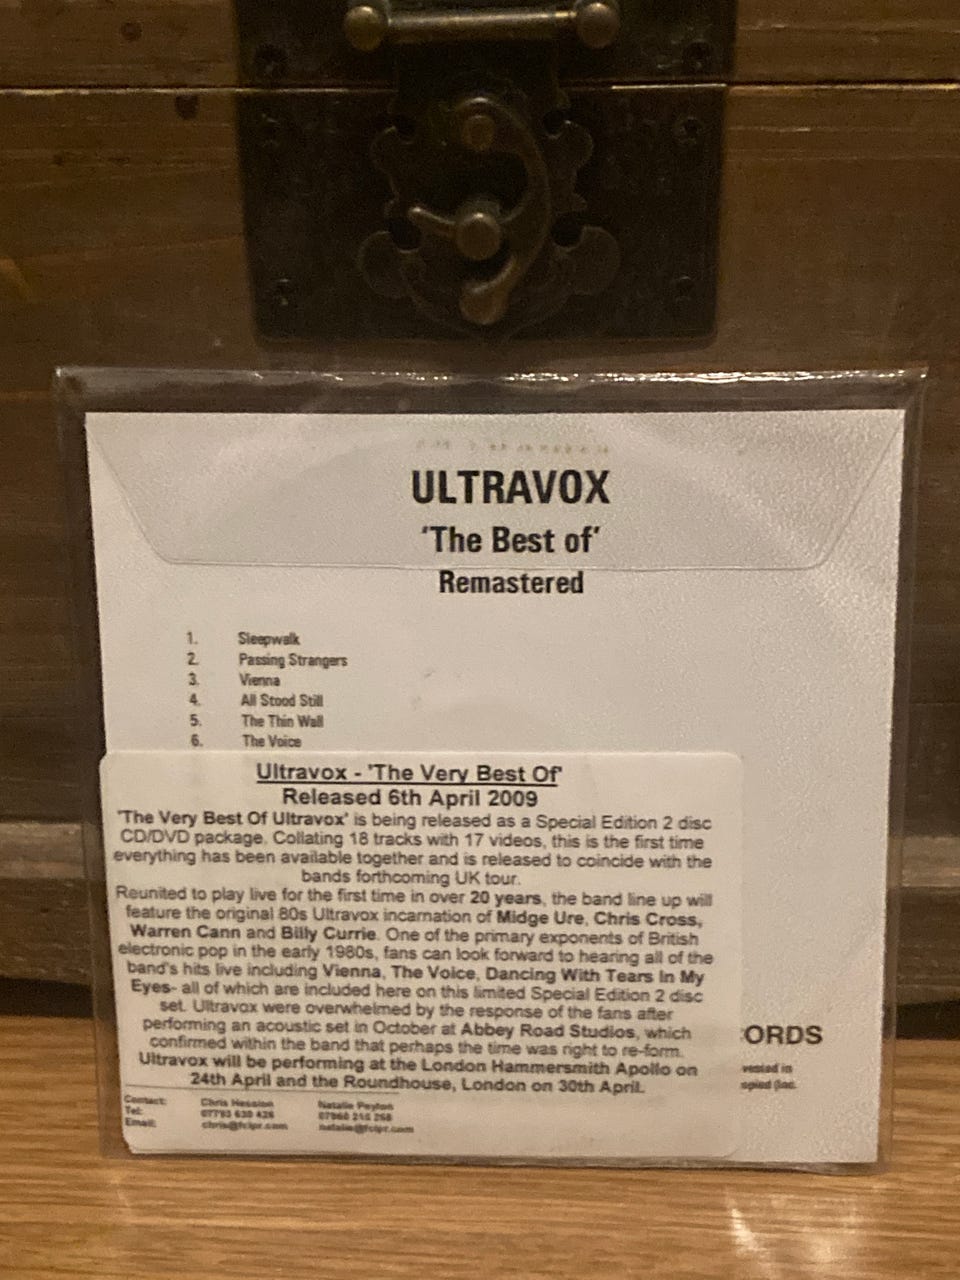 ULTRAVOX
'The Best of'
Remastered
1. Sleepwalk
2. Passing Strangers
3. Vienna
4. All Stood Still
5. The Thin Wall
6. The Voice
Ultravox - 'The Very Best Of'
Released 6th April 2009
'The Very Best Of Ultravox' is being released as a Special Edition 2 disc
CD/DVD package. Collating 18 tracks with 17 videos, this is the first time
everything has been available together and is released to coincide with the
bands forthcoming UK tour.
Reunited to play live for the first time in over 20 years, the band line up will
feature the original 80s Ultravox incarnation of Midge Ure, Chris Cross,
Warren Cann and Billy Currie. One of the primary exponents of British
electronic pop in the early 1980s, fans can look forward to hearing all of the
band's hits live including Vienna, The Voice, Dancing With Tears In My
Eyes- all of which are included here on this limited Special Edition 2 disc
set. Ultravox were overwhelmed by the response of the fans after
performing an acoustic set in October at Abbey Road Studios, which
confirmed within the band that perhaps the time was right to re-form.
Ultravox will be performing at the London Hammersmith Apollo on
24th April and the Roundhouse, London on 30th April.
ORDS
Contact: Chris Hession Natalie Peyton
Tel:
Email: chris@fcipr.com natalie@fcipr.com